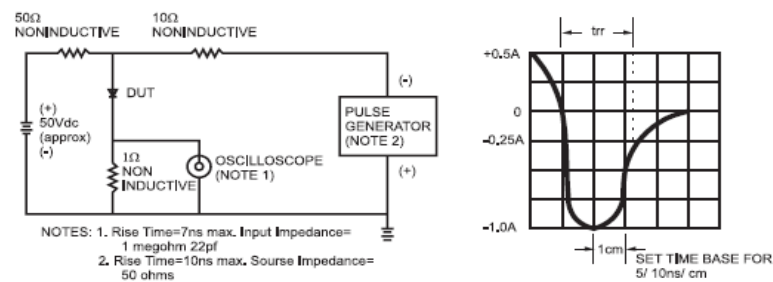 50Ω
NONINDUCTIVE
10Ω
NONINDUCTIVE
DUT
(+)
50Vdc
(approx)
(-)
1Ω
NON
INDUCTIVE
OSCILLOSCOPE
(NOTE 1)
(-)
PULSE
GENERATOR
(NOTE 2)
(+)
NOTES: 1. Rise Time=7ns max. Input Impedance=
1 megohm 22pf
2. Rise Time=10ns max. Sourse Impedance=
50 ohms
trr
+0.5A
0
-0.25A
-1.0A
1cm
SET TIME BASE FOR
5/ 10ns/ cm